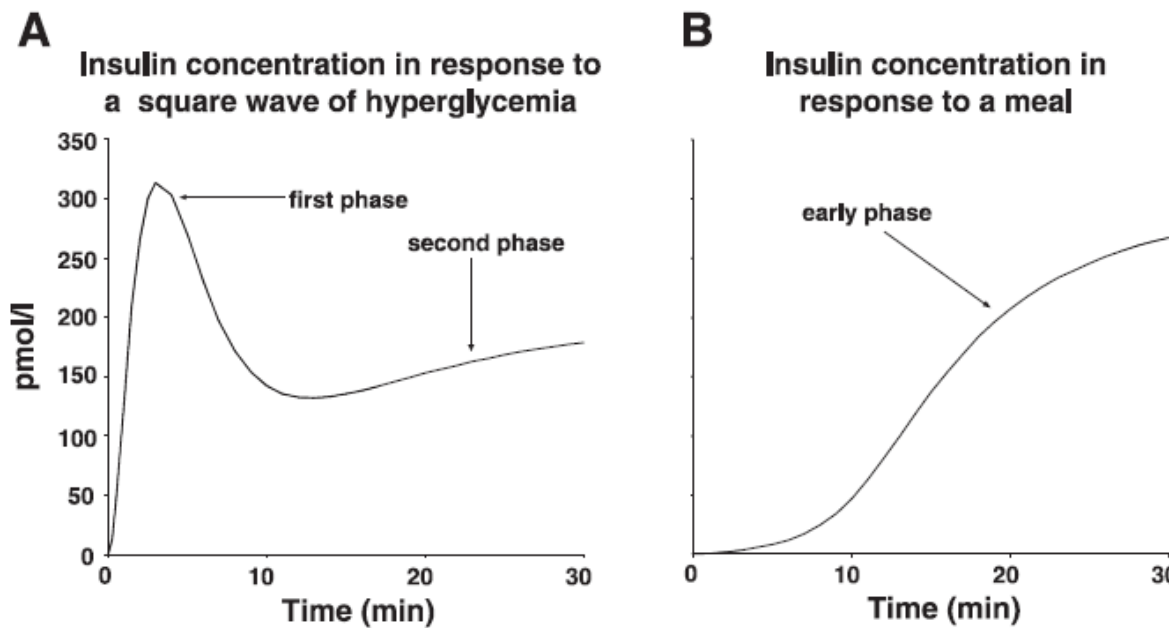 A
Insulin concentration in response to
a square wave of hyperglycemia
350
300
250
200
150
100
50
0
pmol/l
first phase
second phase
0 10 20 30
Time (min)
B
Insulin concentration in
response to a meal
early phase
0 10 20 30
Time (min)